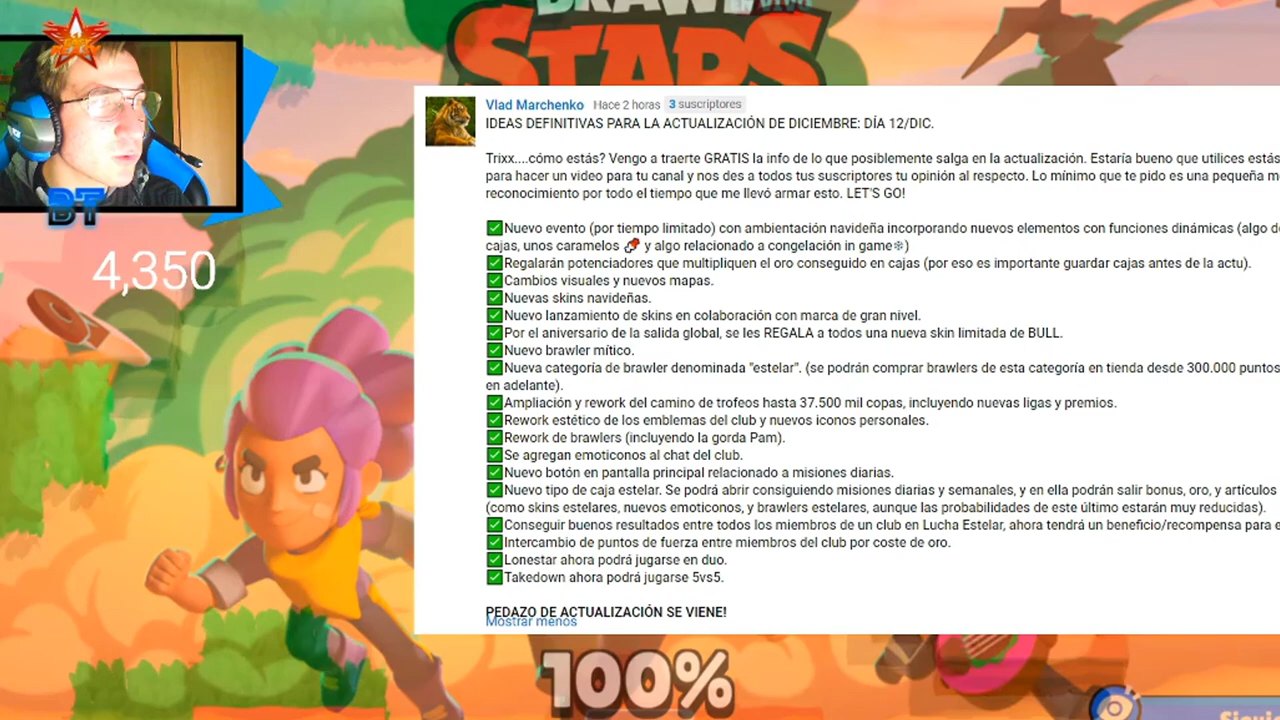 BRAWL
STARS
Vlad Marchenko Hace 2 horas 3 suscriptores
IDEAS DEFINITIVAS PARA LA ACTUALIZACIÓN DE DICIEMBRE: DÍA 12/DIC.
Trixx....cómo estás? Vengo a traerte GRATIS la info de lo que posiblemente salga en la actualización. Estaría bueno que utilices estás
para hacer un video para tu canal y nos des a todos tus suscriptores tu opinión al respecto. Lo mínimo que te pido es una pequeña m
reconocimiento por todo el tiempo que me llevó armar esto. LET'S GO!
✅Nuevo evento (por tiempo limitado) con ambientación navideña incorporando nuevos elementos con funciones dinámicas (algo de
cajas, unos caramelos 🍬 y algo relacionado a congelación in game❄)
✅Regalarán potenciadores que multipliquen el oro conseguido en cajas (por eso es importante guardar cajas antes de la actu).
✅Cambios visuales y nuevos mapas.
✅Nuevas skins navideñas.
✅Nuevo lanzamiento de skins en colaboración con marca de gran nivel.
✅Por el aniversario de la salida global, se les REGALA a todos una nueva skin limitada de BULL.
✅Nuevo brawler mítico.
✅Nueva categoría de brawler denominada "estelar". (se podrán comprar brawlers de esta categoría en tienda desde 300.000 puntos
en adelante).
✅Ampliación y rework del camino de trofeos hasta 37.500 mil copas, incluyendo nuevas ligas y premios.
✅Rework estético de los emblemas del club y nuevos iconos personales.
✅Rework de brawlers (incluyendo la gorda Pam).
✅Se agregan emoticonos al chat del club.
✅Nuevo botón en pantalla principal relacionado a misiones diarias.
✅Nuevo tipo de caja estelar. Se podrá abrir consiguiendo misiones diarias y semanales, y en ella podrán salir bonus, oro, y artículos
(como skins estelares, nuevos emoticonos, y brawlers estelares, aunque las probabilidades de este último estarán muy reducidas).
✅Conseguir buenos resultados entre todos los miembros de un club en Lucha Estelar, ahora tendrá un beneficio/recompensa para e
✅Intercambio de puntos de fuerza entre miembros del club por coste de oro.
✅Lonestar ahora podrá jugarse en duo.
✅Takedown ahora podrá jugarse 5vs5.
PEDAZO DE ACTUALIZACIÓN SE VIENE!
Mostrar menos
BT
4,350
100%